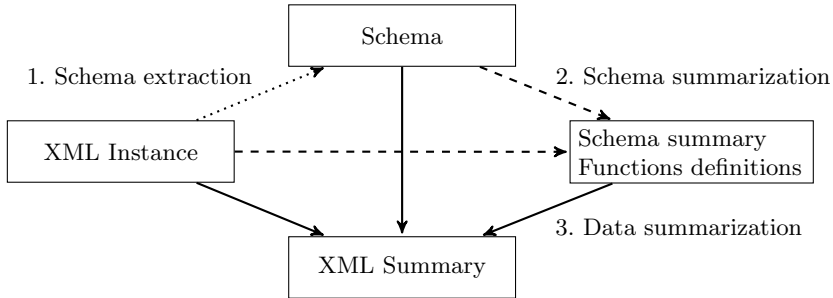 Schema
1. Schema extraction
2. Schema summarization
XML Instance
Schema summary
Functions definitions
3. Data summarization
XML Summary